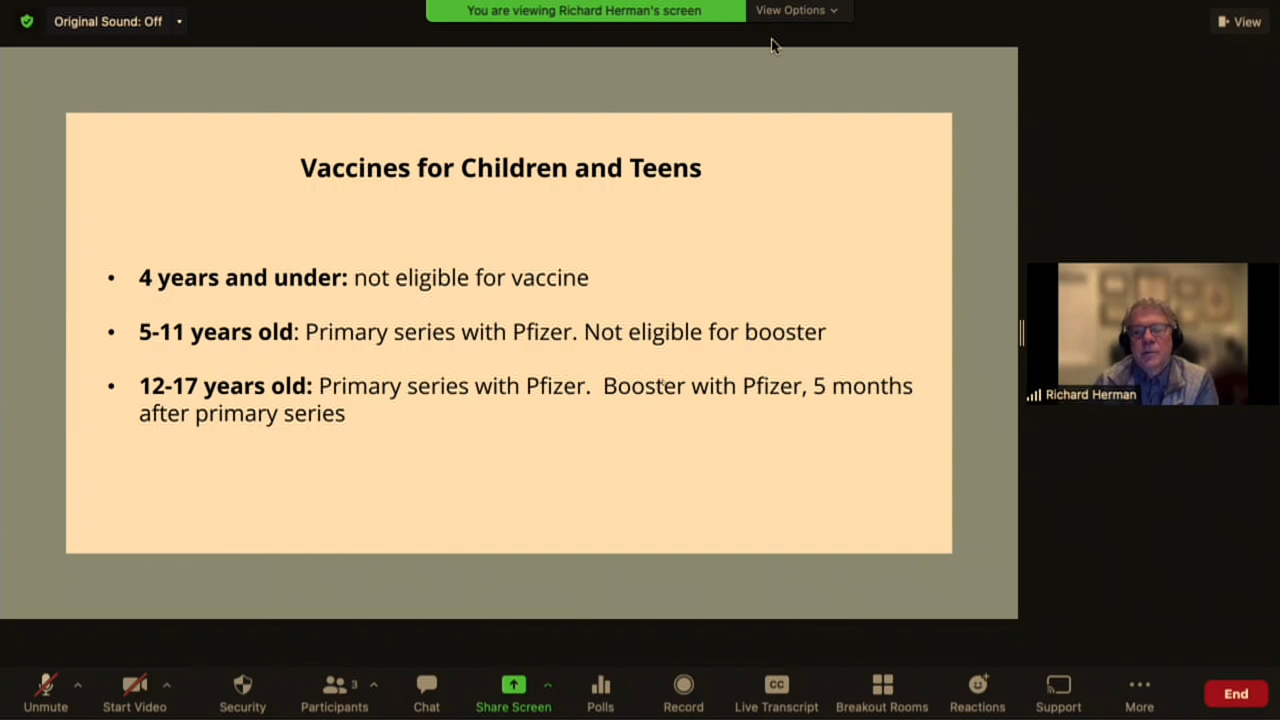 Original Sound: Off
You are viewing Richard Herman's screen
View Options
View
Vaccines for Children and Teens
• 4 years and under: not eligible for vaccine
• 5-11 years old: Primary series with Pfizer. Not eligible for booster
• 12-17 years old: Primary series with Pfizer.  Booster with Pfizer, 5 months
after primary series
Richard Herman
Unmute
Start Video
Security
3
Participants
Chat
Share Screen
Polls
Record
CC
Live Transcript
Breakout Rooms
Reactions
Support
More
End